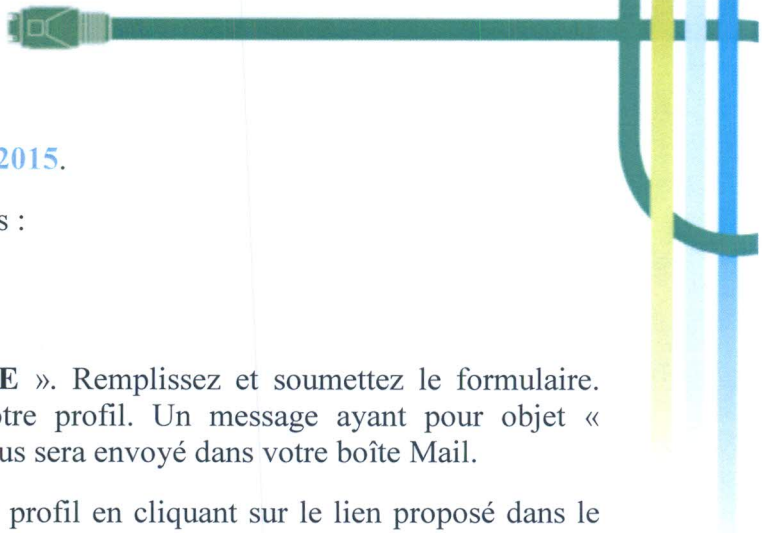 2015.
s :
E ». Remplissez et soumettez le formulaire.
otre profil. Un message ayant pour objet «
us sera envoyé dans votre boîte Mail.
profil en cliquant sur le lien proposé dans le